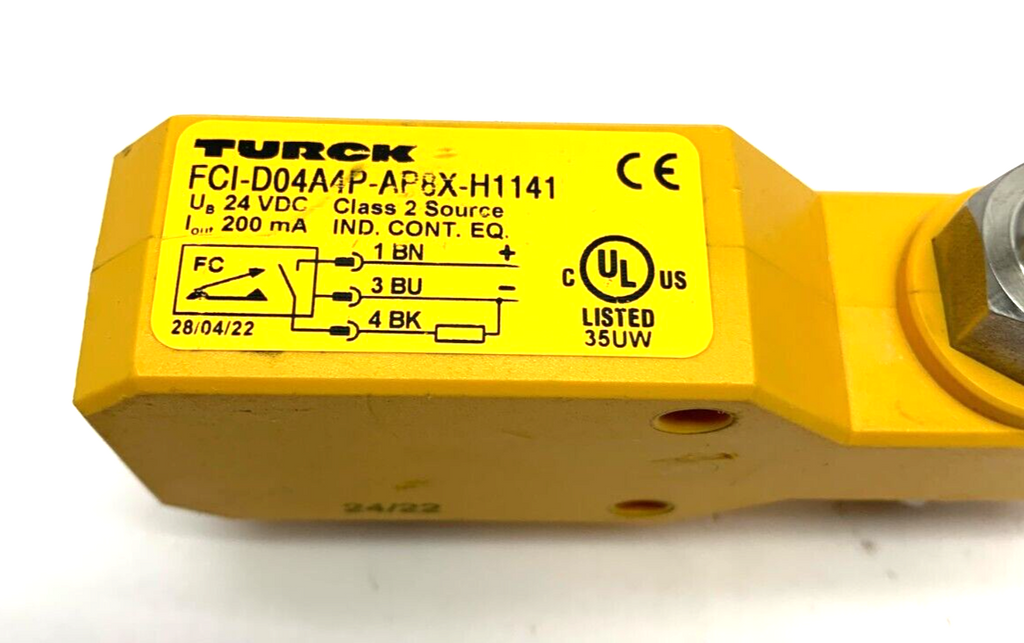 TURCK
FCI-D04A4P-AP8X-H1141
CE
UB 24 VDC Class 2 Source
Iout 200 mA IND. CONT. EQ.
FC
1 BN +
3 BU -
4 BK
28/04/22
C UL US
LISTED
35UW
24/22